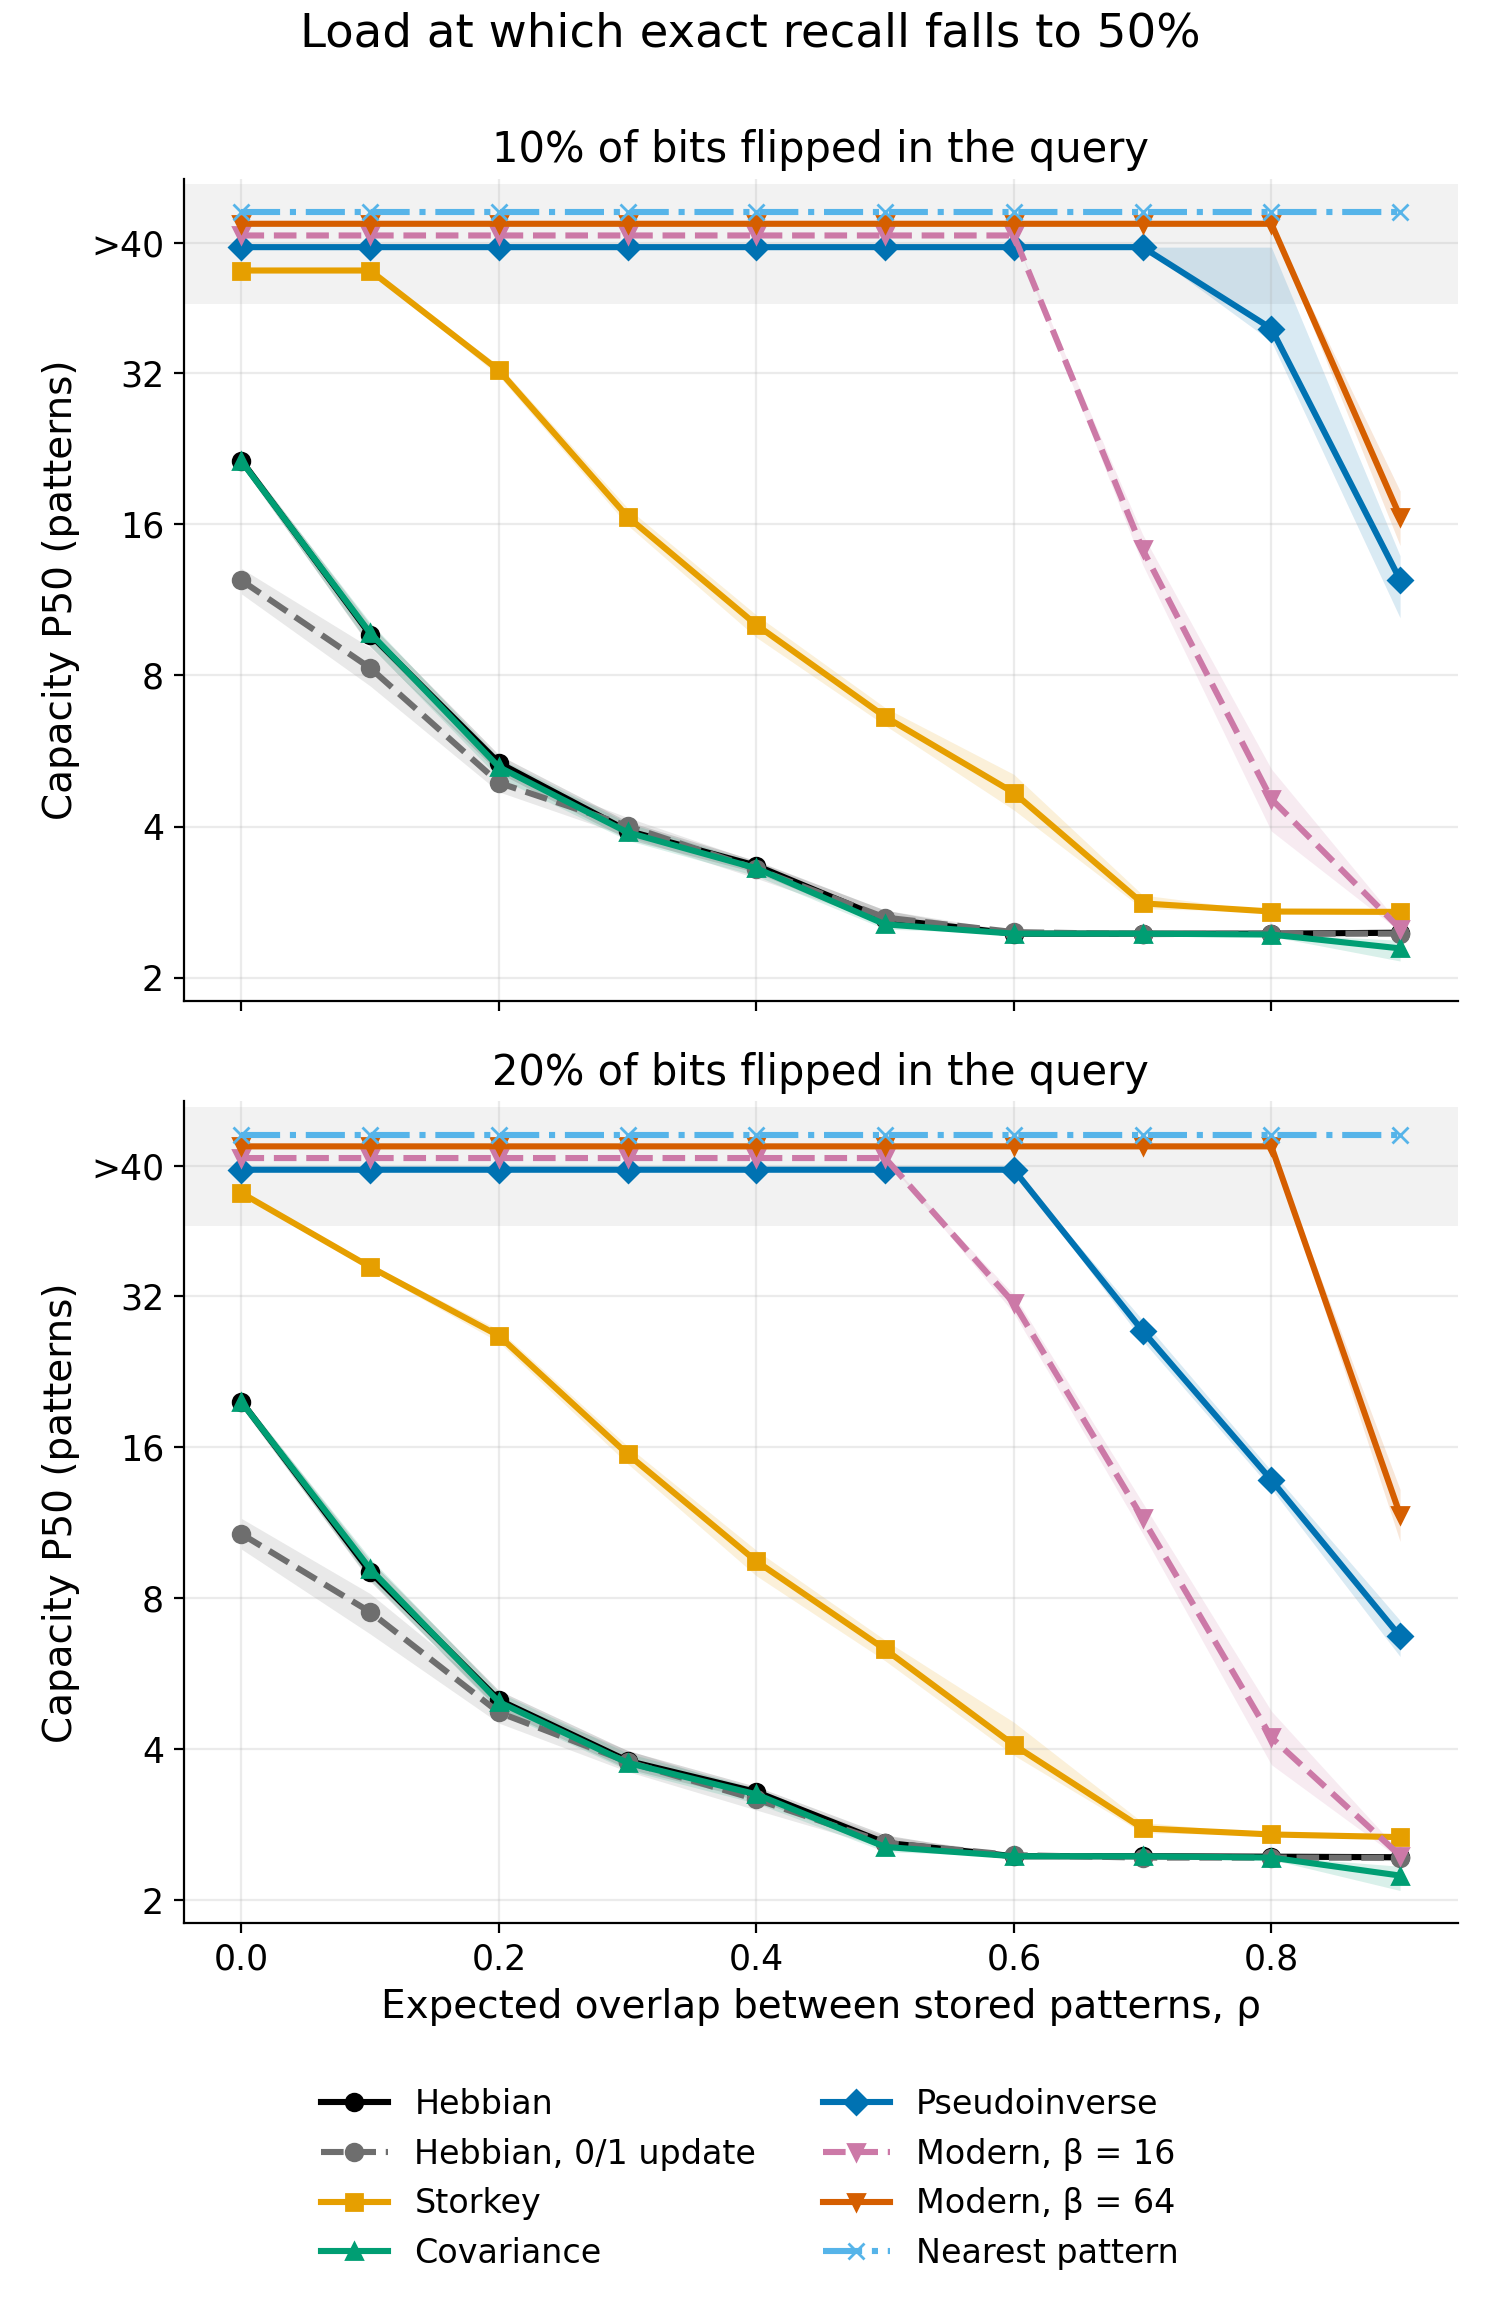 Load at which exact recall falls to 50%
10% of bits flipped in the query
Capacity P50 (patterns)
>40
32
16
8
4
2
20% of bits flipped in the query
Capacity P50 (patterns)
>40
32
16
8
4
2
0.0 0.2 0.4 0.6 0.8
Expected overlap between stored patterns, ρ
Hebbian
Hebbian, 0/1 update
Storkey
Covariance
Pseudoinverse
Modern, β = 16
Modern, β = 64
Nearest pattern